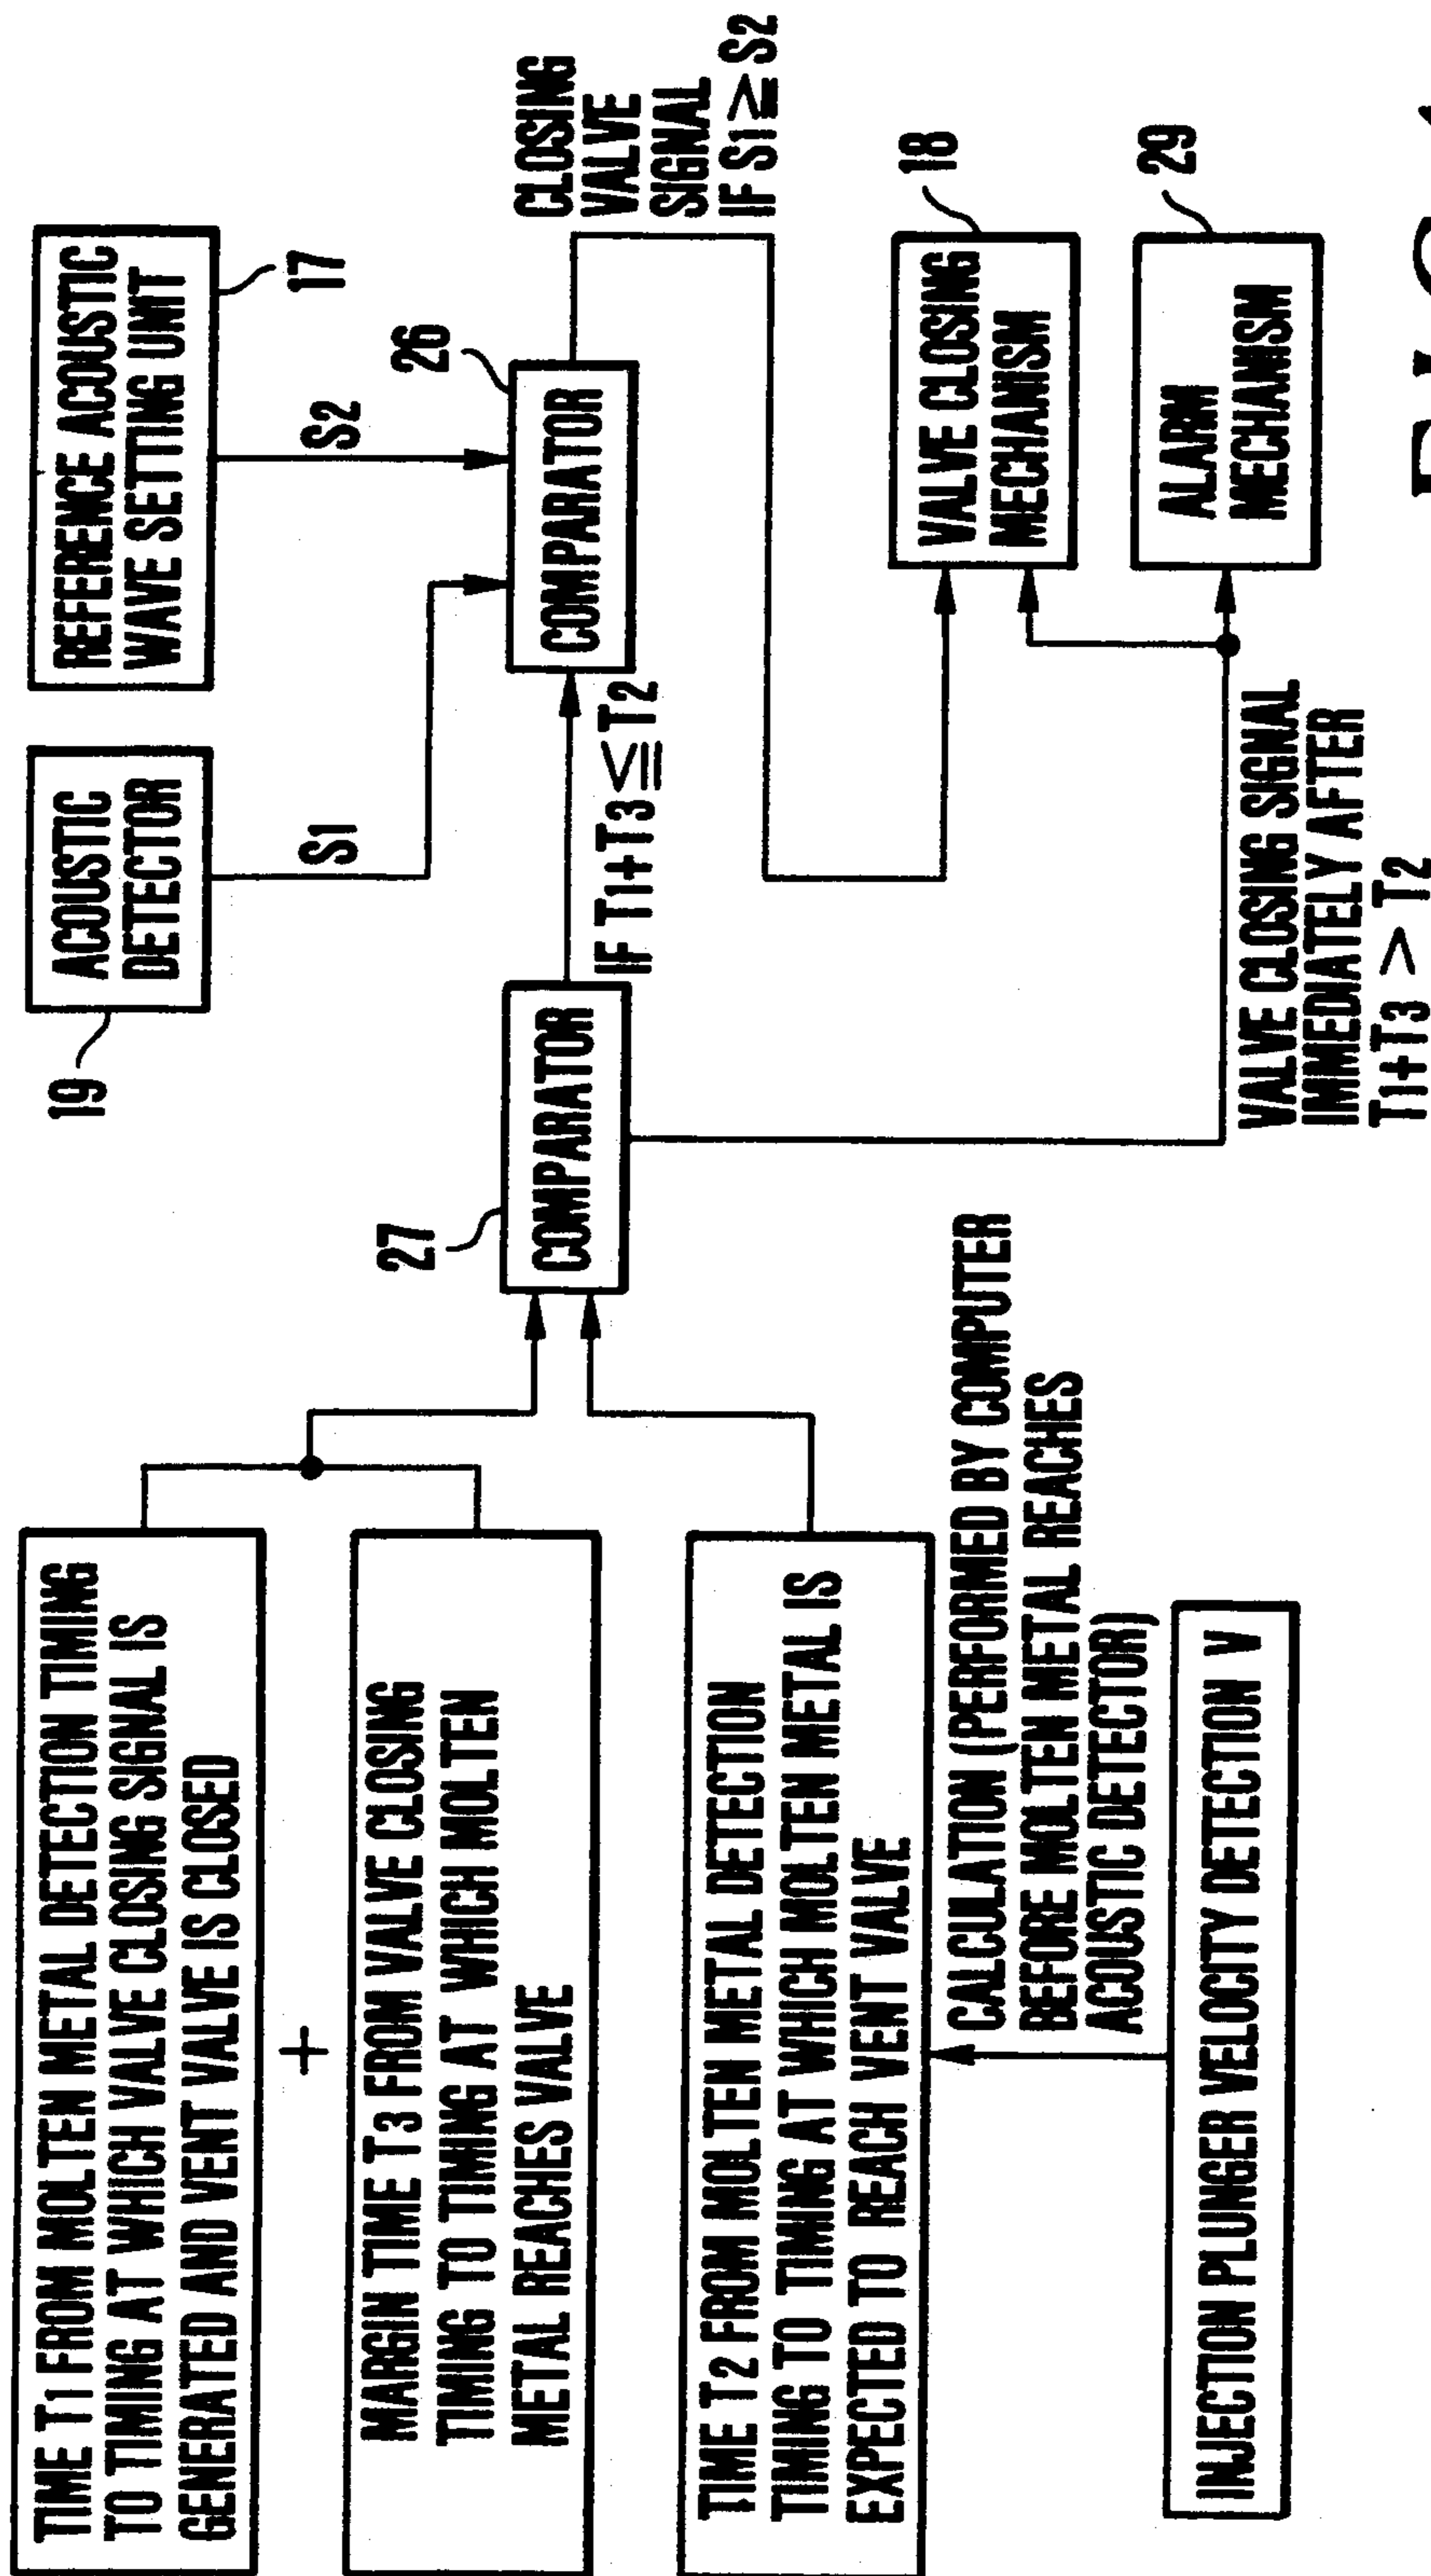 TIME T1 FROM MOLTEN METAL DETECTION TIMING
TO TIMING AT WHICH VALVE CLOSING SIGNAL IS
GENERATED AND VENT VALVE IS CLOSED
+
MARGIN TIME T3 FROM VALVE CLOSING
TIMING TO TIMING AT WHICH MOLTEN
METAL REACHES VALVE
TIME T2 FROM MOLTEN METAL DETECTION
TIMING TO TIMING AT WHICH MOLTEN METAL IS
EXPECTED TO REACH VENT VALVE
CALCULATION (PERFORMED BY COMPUTER
BEFORE MOLTEN METAL REACHES
ACOUSTIC DETECTOR)
INJECTION PLUNGER VELOCITY DETECTION V
27
COMPARATOR
IF T1+T3≦T2
VALVE CLOSING SIGNAL
IMMEDIATELY AFTER
T1+T3 > T2
19
ACOUSTIC
DETECTOR
S1
REFERENCE ACOUSTIC
WAVE SETTING UNIT
17
S2
26
COMPARATOR
CLOSING
VALVE
SIGNAL
IF S1≧S2
18
VALVE CLOSING
MECHANISM
29
ALARM
MECHANISM